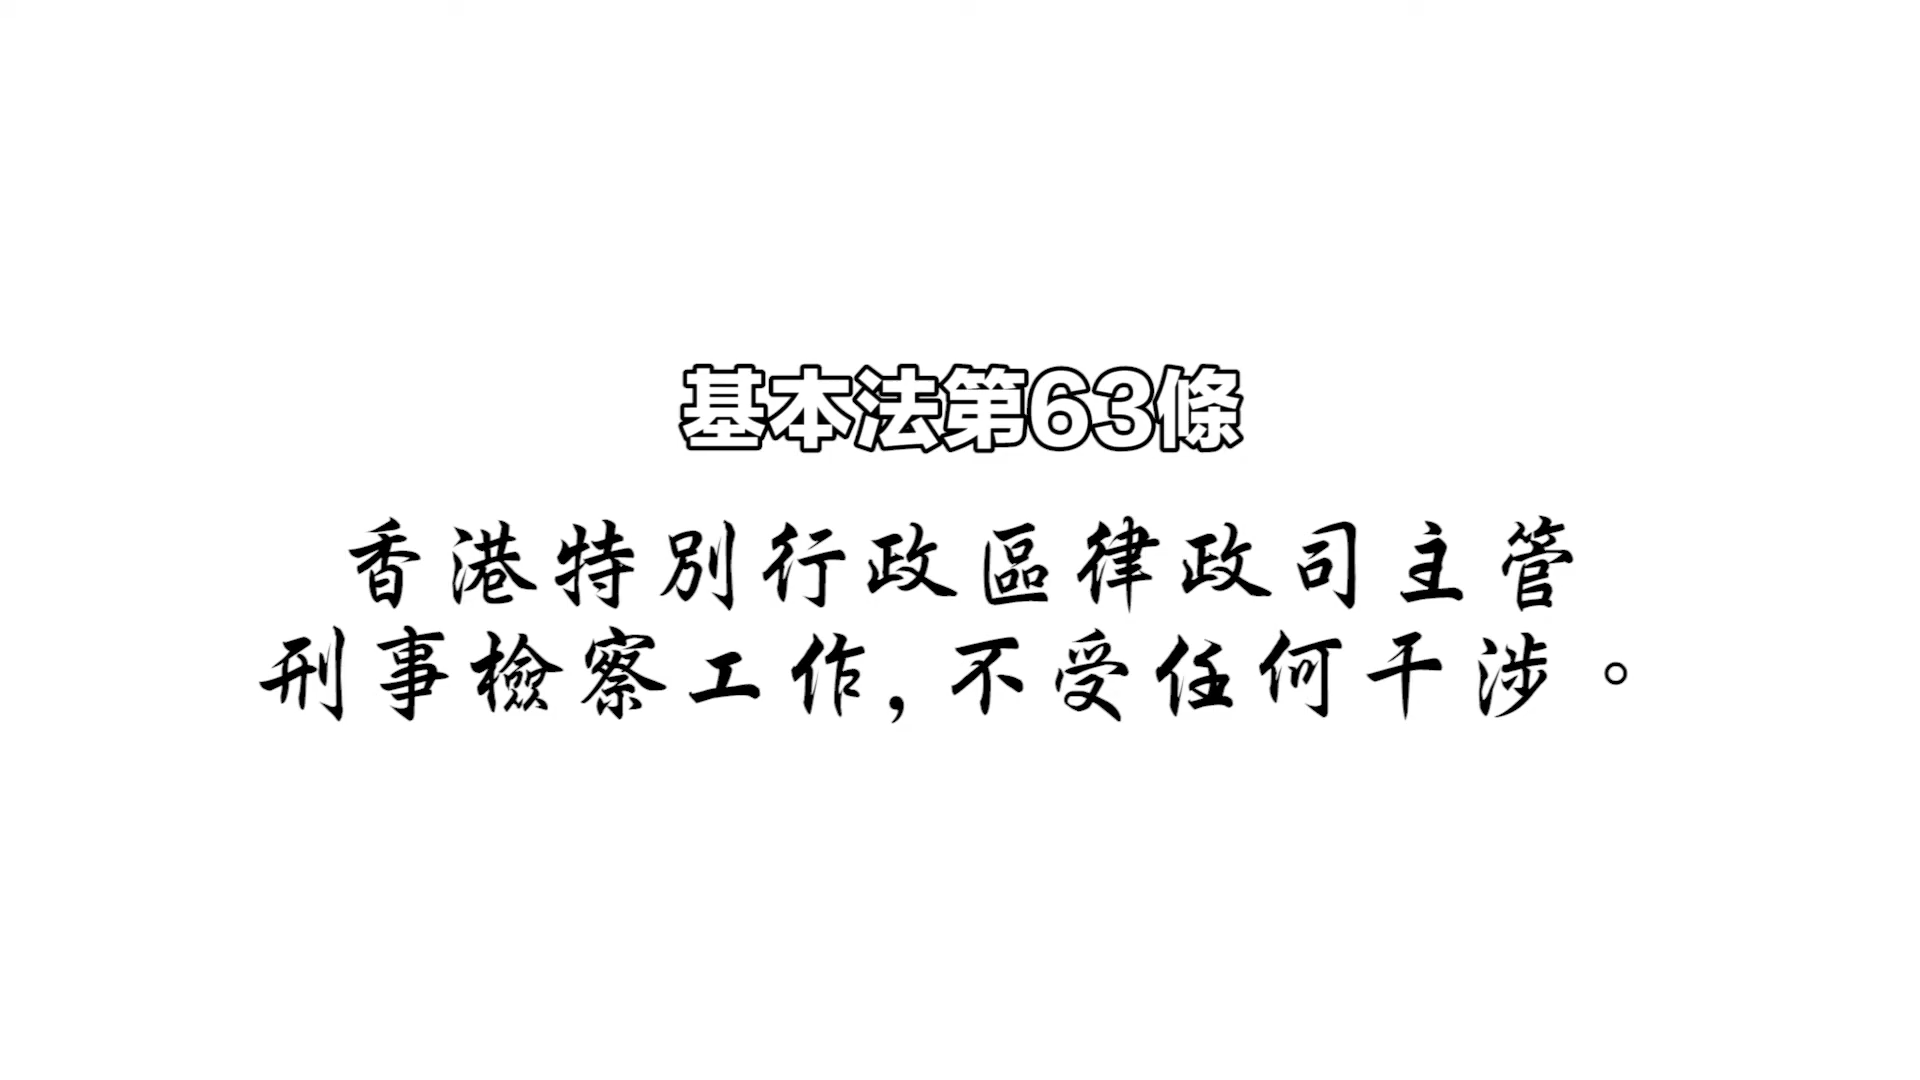 基本法第63條
香港特別行政區律政司主管
刑事檢察工作,不受任何干涉。